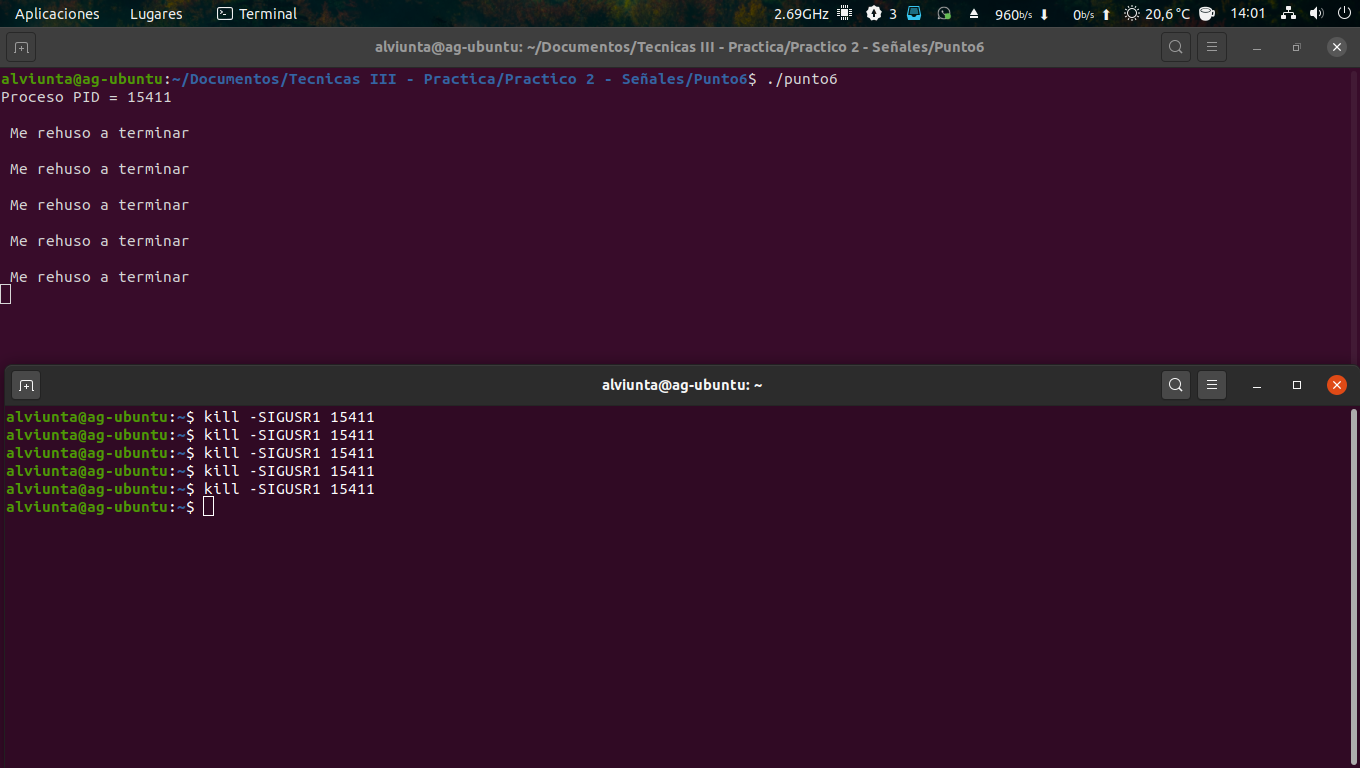 Aplicaciones Lugares Terminal 2.69GHz 3 960b/s 0b/s 20,6°C 14:01
alviunta@ag-ubuntu: ~/Documentos/Tecnicas III - Practica/Practico 2 - Señales/Punto6
alviunta@ag-ubuntu:~/Documentos/Tecnicas III - Practica/Practico 2 - Señales/Punto6$ ./punto6
Proceso PID = 15411
Me rehuso a terminar
Me rehuso a terminar
Me rehuso a terminar
Me rehuso a terminar
Me rehuso a terminar
alviunta@ag-ubuntu: ~
alviunta@ag-ubuntu:~$ kill -SIGUSR1 15411
alviunta@ag-ubuntu:~$ kill -SIGUSR1 15411
alviunta@ag-ubuntu:~$ kill -SIGUSR1 15411
alviunta@ag-ubuntu:~$ kill -SIGUSR1 15411
alviunta@ag-ubuntu:~$ kill -SIGUSR1 15411
alviunta@ag-ubuntu:~$